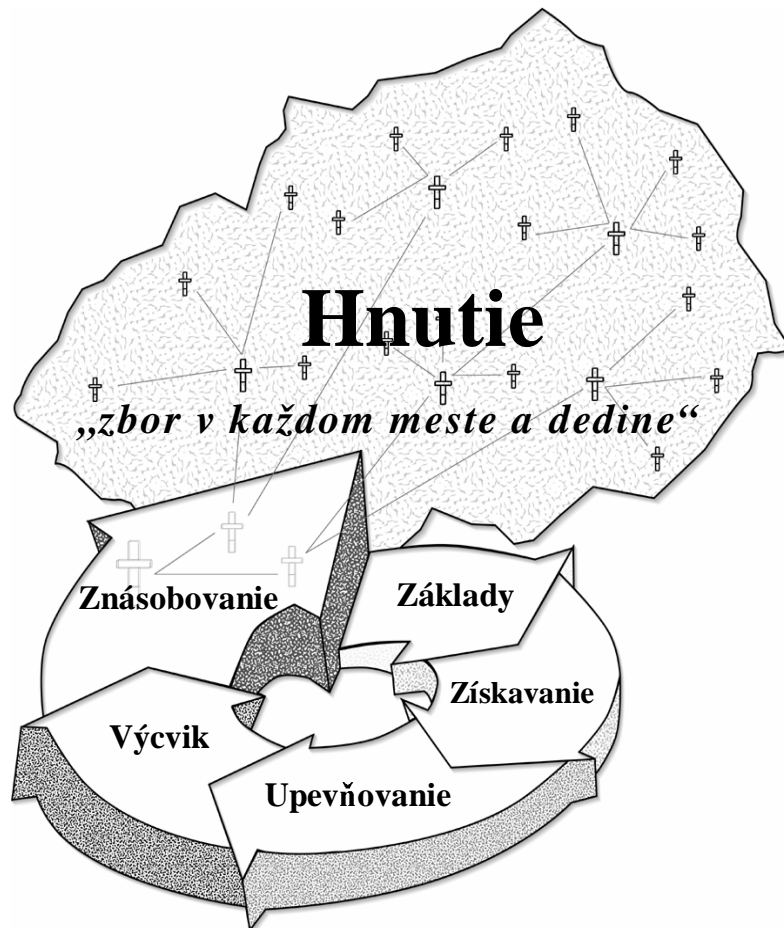 Hnutie
„zbor v každom meste a dedine“
Znásobovanie
Základy
Získavanie
Výcvik
Upevňovanie